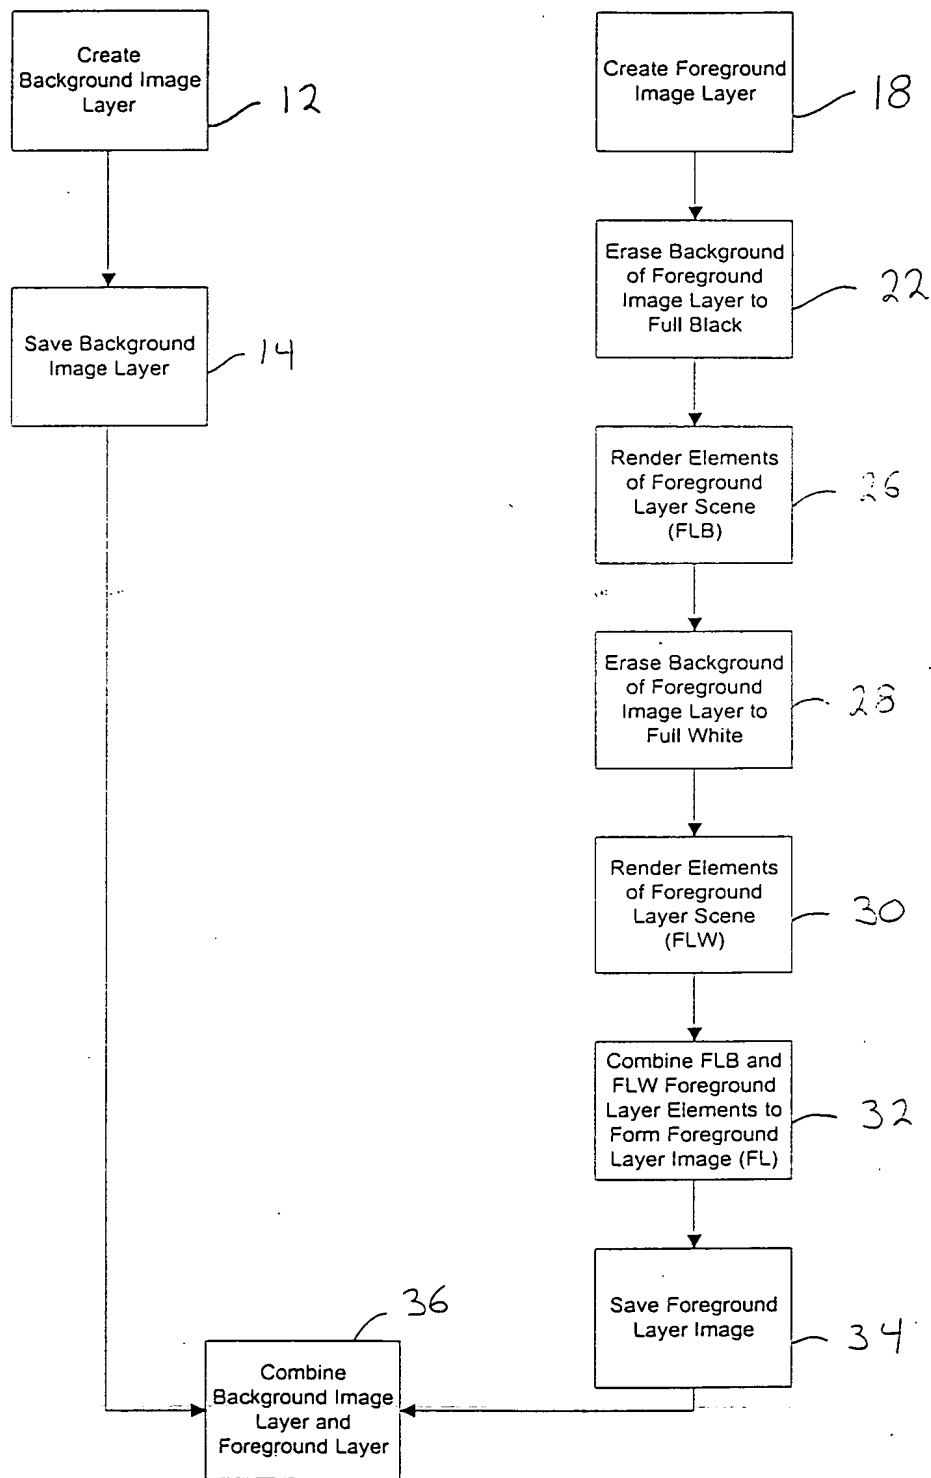 Create
Background Image
Layer
12
Save Background
Image Layer
14
Create Foreground
Image Layer
18
Erase Background
of Foreground
Image Layer to
Full Black
22
Render Elements
of Foreground
Layer Scene
(FLB)
26
Erase Background
of Foreground
Image Layer to
Full White
28
Render Elements
of Foreground
Layer Scene
(FLW)
30
Combine FLB and
FLW Foreground
Layer Elements to
Form Foreground
Layer Image (FL)
32
Save Foreground
Layer Image
34
36
Combine
Background Image
Layer and
Foreground Layer